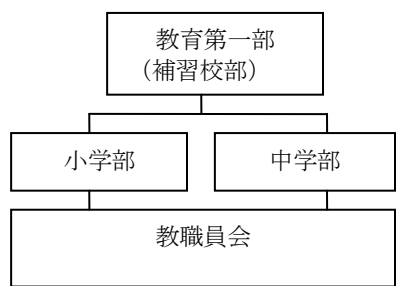 教育第一部
（補習校部）
小学部
中学部
教職員会